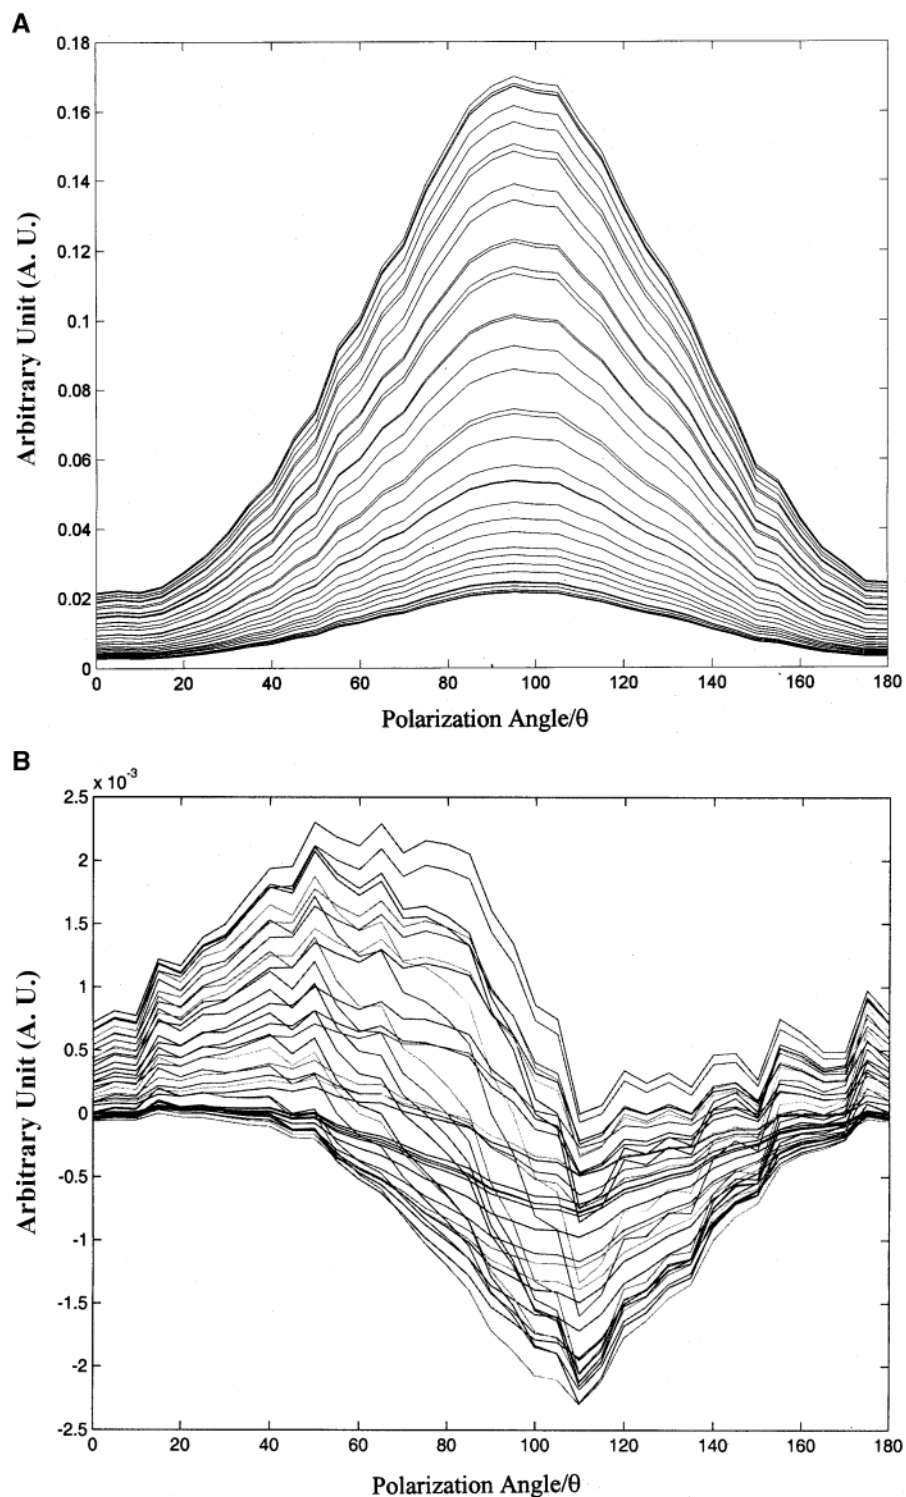 A
0.18
0.16
0.14
0.12
0.1
0.08
0.06
0.04
0.02
0
Arbitrary Unit (A. U.)
0 20 40 60 80 100 120 140 160 180
Polarization Angle/θ
B
x 10⁻³
2.5
2
1.5
1
0.5
0
-0.5
-1
-1.5
-2
-2.5
Arbitrary Unit (A. U.)
0 20 40 60 80 100 120 140 160 180
Polarization Angle/θ